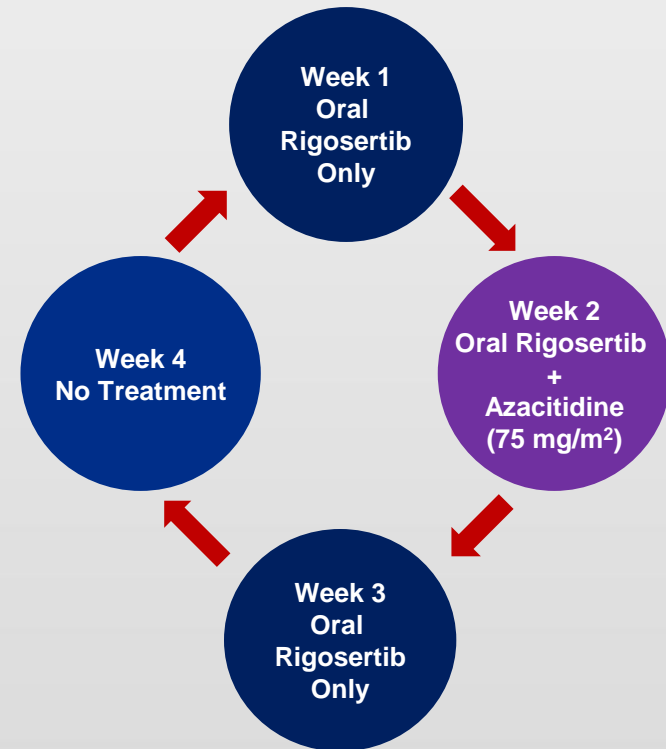 Week 1
Oral
Rigosertib
Only
Week 2
Oral Rigosertib
+
Azacitidine
(75 mg/m²)
Week 3
Oral
Rigosertib
Only
Week 4
No Treatment